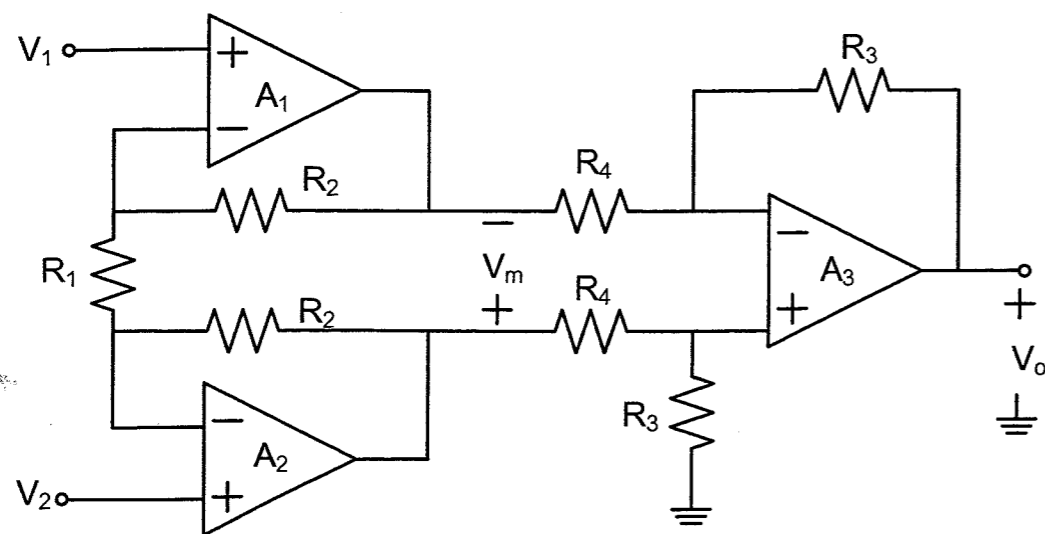 V1
+
A1
−
R3
R2
R4
−
−
R1
Vm
A3
+
R2
R4
+
+
Vo
−
R3
A2
V2
+